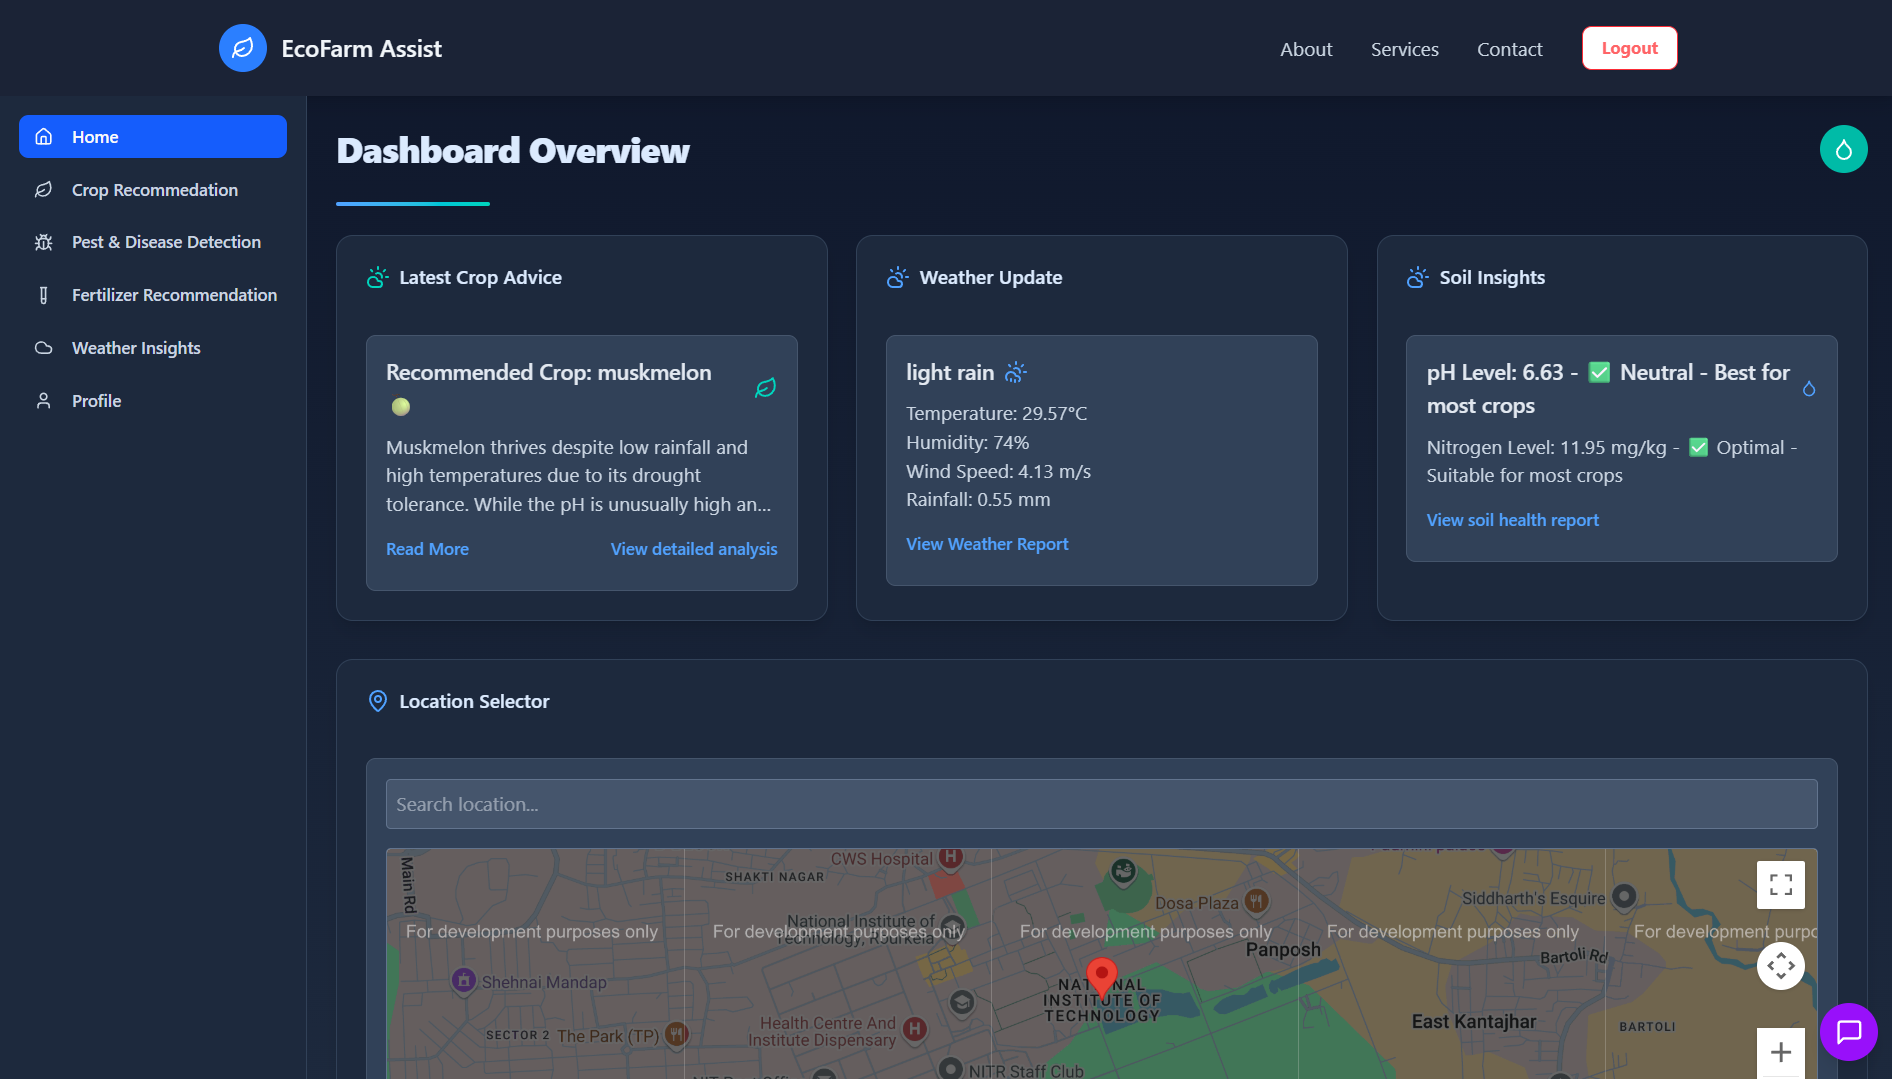 EcoFarm Assist
About
Services
Contact
Logout
Home
Crop Recommedation
Pest & Disease Detection
Fertilizer Recommendation
Weather Insights
Profile
Dashboard Overview
Latest Crop Advice
Recommended Crop: muskmelon
Muskmelon thrives despite low rainfall and
high temperatures due to its drought
tolerance. While the pH is unusually high an...
Read More
View detailed analysis
Weather Update
light rain
Temperature: 29.57°C
Humidity: 74%
Wind Speed: 4.13 m/s
Rainfall: 0.55 mm
View Weather Report
Soil Insights
pH Level: 6.63 - ✅ Neutral - Best for
most crops
Nitrogen Level: 11.95 mg/kg - ✅ Optimal -
Suitable for most crops
View soil health report
Location Selector
Search location...
Main Rd
CWS Hospital
H
SHAKTI NAGAR
Dosa Plaza
Siddharth's Esquire
National Institute of
Technology, Rourkela
For development purposes only
For development purposes only
For development purposes only
For development purposes only
For development purpo
Panposh
Bartoli Rd
Shehnai Mandap
NATIONAL
INSTITUTE OF
TECHNOLOGY
SECTOR 2
The Park (TP)
Health Centre And
Institute Dispensary
H
East Kantajhar
BARTOLI
NITR Staff Club